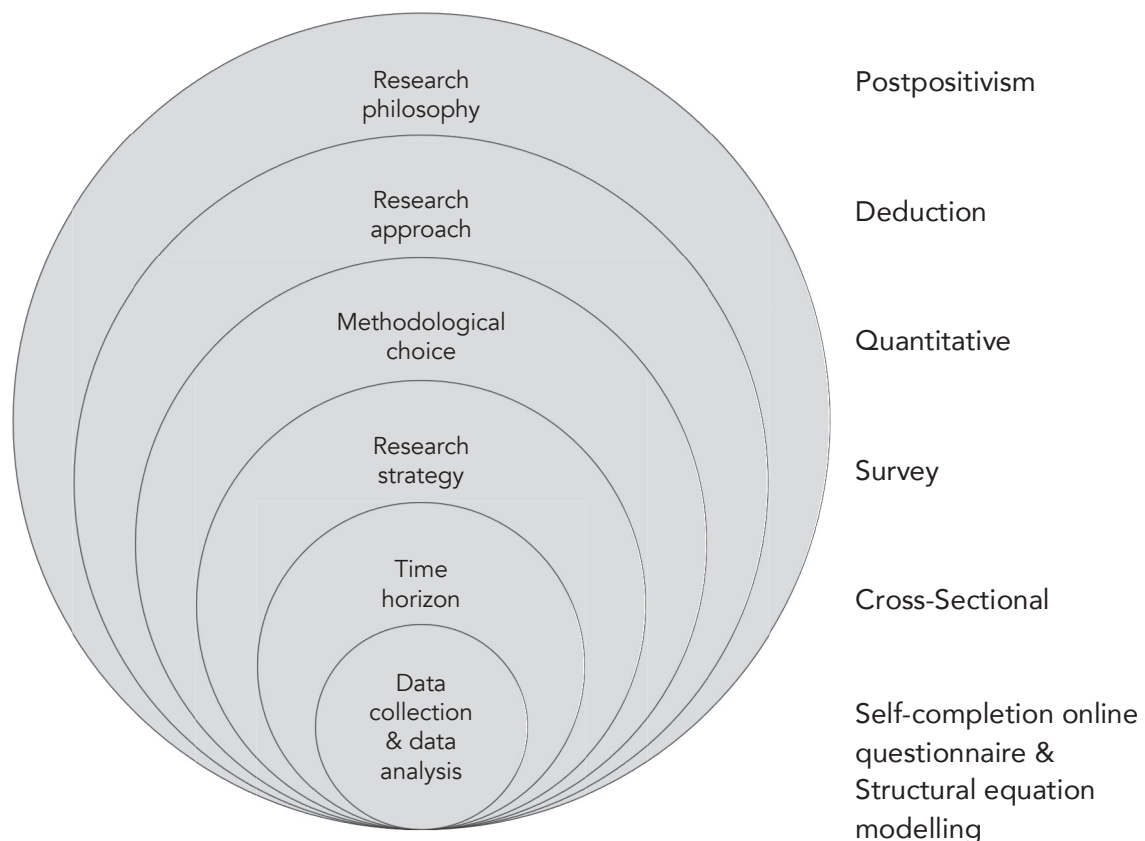 Research
philosophy
Postpositivism
Research
approach
Deduction
Methodological
choice
Quantitative
Research
strategy
Survey
Time
horizon
Cross-Sectional
Data
collection
& data
analysis
Self-completion online
questionnaire &
Structural equation
modelling